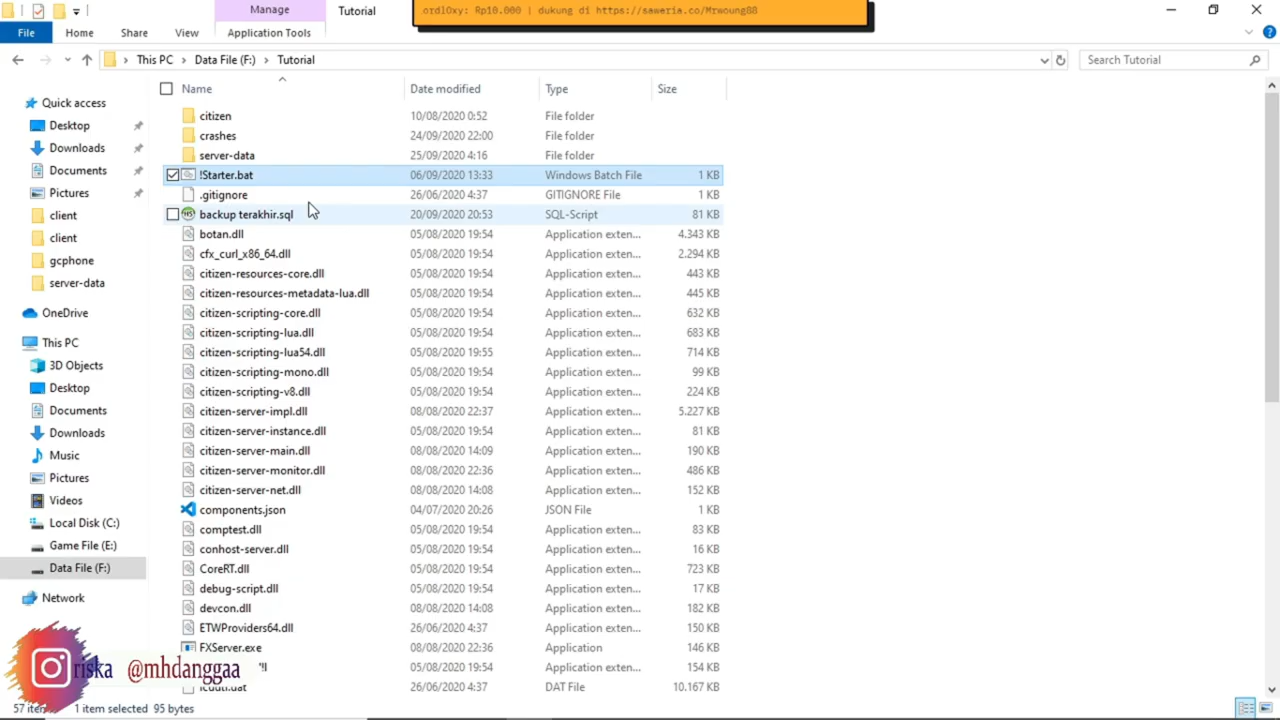 Manage
Tutorial
ordlOxy: Rp10.000 | dukung di https://saweria.co/Mrwoung88
File
Home
Share
View
Application Tools
This PC > Data File (F:) > Tutorial
Search Tutorial
Name
Date modified
Type
Size
Quick access
Desktop
Downloads
Documents
Pictures
client
client
gcphone
server-data
OneDrive
This PC
3D Objects
Desktop
Documents
Downloads
Music
Pictures
Videos
Local Disk (C:)
Game File (E:)
Data File (F:)
Network
citizen 10/08/2020 0:52 File folder
crashes 24/09/2020 22:00 File folder
server-data 25/09/2020 4:16 File folder
!Starter.bat 06/09/2020 13:33 Windows Batch File 1 KB
.gitignore 26/06/2020 4:37 GITIGNORE File 1 KB
backup terakhir.sql 20/09/2020 20:53 SQL-Script 81 KB
botan.dll 05/08/2020 19:54 Application exten... 4.343 KB
cfx_curl_x86_64.dll 05/08/2020 19:54 Application exten... 2.294 KB
citizen-resources-core.dll 05/08/2020 19:54 Application exten... 443 KB
citizen-resources-metadata-lua.dll 05/08/2020 19:54 Application exten... 445 KB
citizen-scripting-core.dll 05/08/2020 19:54 Application exten... 632 KB
citizen-scripting-lua.dll 05/08/2020 19:54 Application exten... 683 KB
citizen-scripting-lua54.dll 05/08/2020 19:55 Application exten... 714 KB
citizen-scripting-mono.dll 05/08/2020 19:54 Application exten... 99 KB
citizen-scripting-v8.dll 05/08/2020 19:54 Application exten... 224 KB
citizen-server-impl.dll 08/08/2020 22:37 Application exten... 5.227 KB
citizen-server-instance.dll 05/08/2020 19:54 Application exten... 81 KB
citizen-server-main.dll 08/08/2020 14:09 Application exten... 190 KB
citizen-server-monitor.dll 08/08/2020 22:36 Application exten... 486 KB
citizen-server-net.dll 08/08/2020 14:08 Application exten... 152 KB
components.json 04/07/2020 20:26 JSON File 1 KB
comptest.dll 05/08/2020 19:54 Application exten... 83 KB
conhost-server.dll 05/08/2020 19:54 Application exten... 16 KB
CoreRT.dll 05/08/2020 19:54 Application exten... 723 KB
debug-script.dll 05/08/2020 19:54 Application exten... 17 KB
devcon.dll 08/08/2020 14:08 Application exten... 182 KB
ETWProviders64.dll 26/06/2020 4:37 Application exten... 150 KB
FXServer.exe 08/08/2020 22:36 Application 146 KB
05/08/2020 19:54 Application exten... 154 KB
26/06/2020 4:37 DAT File 10.167 KB
riska @mhdanggaa
1 item selected 95 bytes